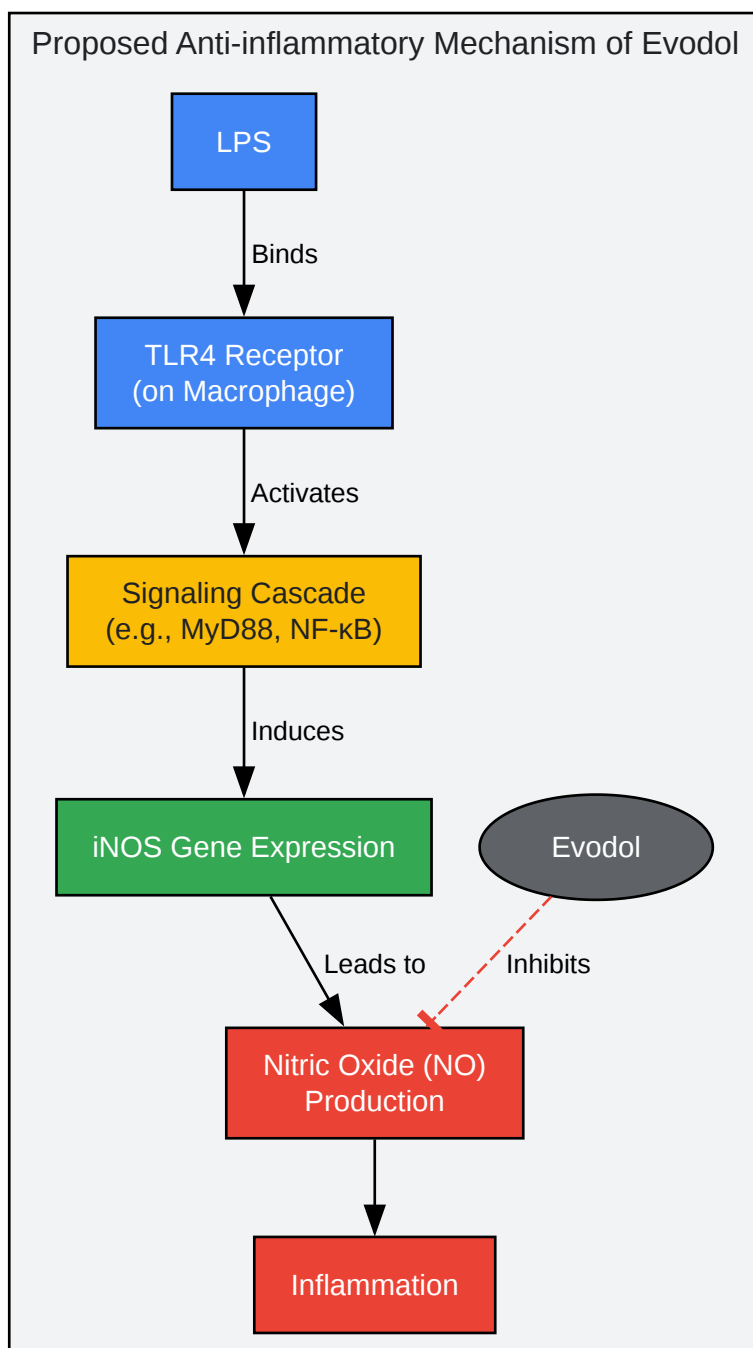 Proposed Anti-inflammatory Mechanism of Evodol
LPS
Binds
TLR4 Receptor
(on Macrophage)
Activates
Signaling Cascade
(e.g., MyD88, NF-κB)
Induces
iNOS Gene Expression
Evodol
Leads to
Inhibits
Nitric Oxide (NO)
Production
Inflammation